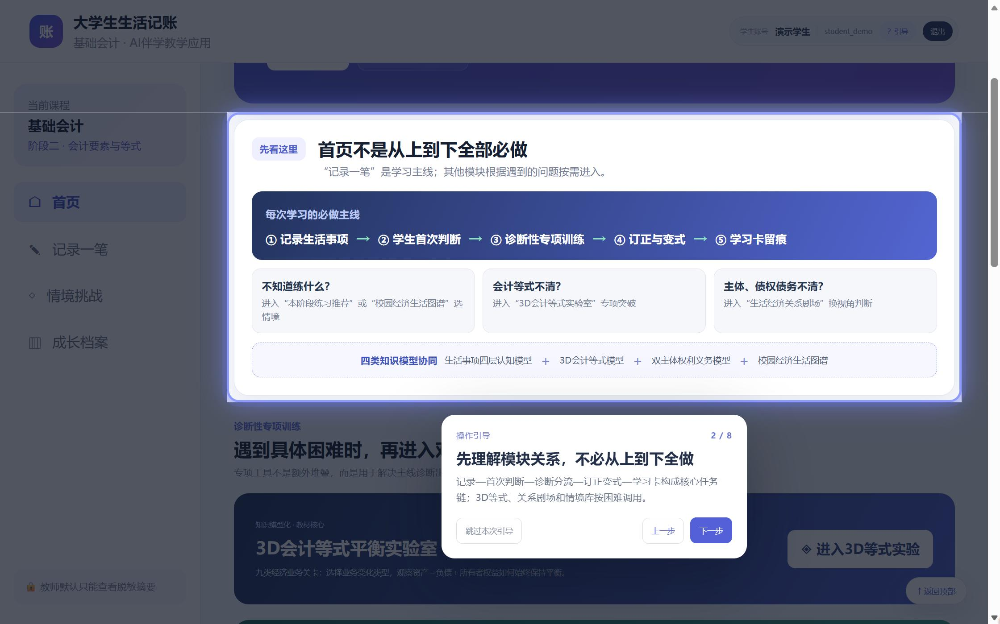 账
大学生生活记账
基础会计 · AI伴学教学应用
学生账号 演示学生 student_demo ? 引导 退出
当前课程
基础会计
阶段二 · 会计要素与等式
首页
记录一笔
情境挑战
成长档案
🔒 教师默认只能查看脱敏摘要
先看这里 首页不是从上到下全部必做
“记录一笔”是学习主线；其他模块根据遇到的问题按需进入。
每次学习的必做主线
① 记录生活事项 → ② 学生首次判断 → ③ 诊断性专项训练 → ④ 订正与变式 → ⑤ 学习卡留痕
不知道练什么？
进入“本阶段练习推荐”或“校园经济生活图谱”选
情境
会计等式不清？
进入“3D会计等式实验室”专项突破
主体、债权债务不清？
进入“生活经济关系剧场”换视角判断
四类知识模型协同 生活事项四层认知模型 + 3D会计等式模型 + 双主体权利义务模型 + 校园经济生活图谱
诊断性专项训练
遇到具体困难时，再进入
专项工具不是额外堆叠，而是用于解决主线诊断
操作引导 2 / 8
先理解模块关系，不必从上到下全做
记录—首次判断—诊断分流—订正变式—学习卡构成核心任务
链；3D等式、关系剧场和情境库按困难调用。
跳过本次引导 上一步 下一步
知识模型化 · 教材核心
3D会计等式平衡实验室
九类经济业务关卡：选择业务变化类型，观察资产=负债+所有者权益如何始终保持平衡。
◈ 进入3D等式实验
↑ 返回顶部